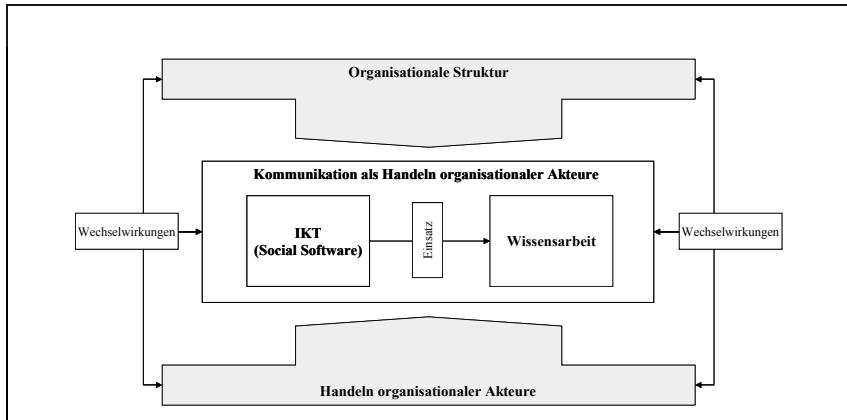 Organisationale Struktur
Kommunikation als Handeln organisationaler Akteure
Wechselwirkungen
IKT
(Social Software)
Einsatz
Wissensarbeit
Wechselwirkungen
Handeln organisationaler Akteure